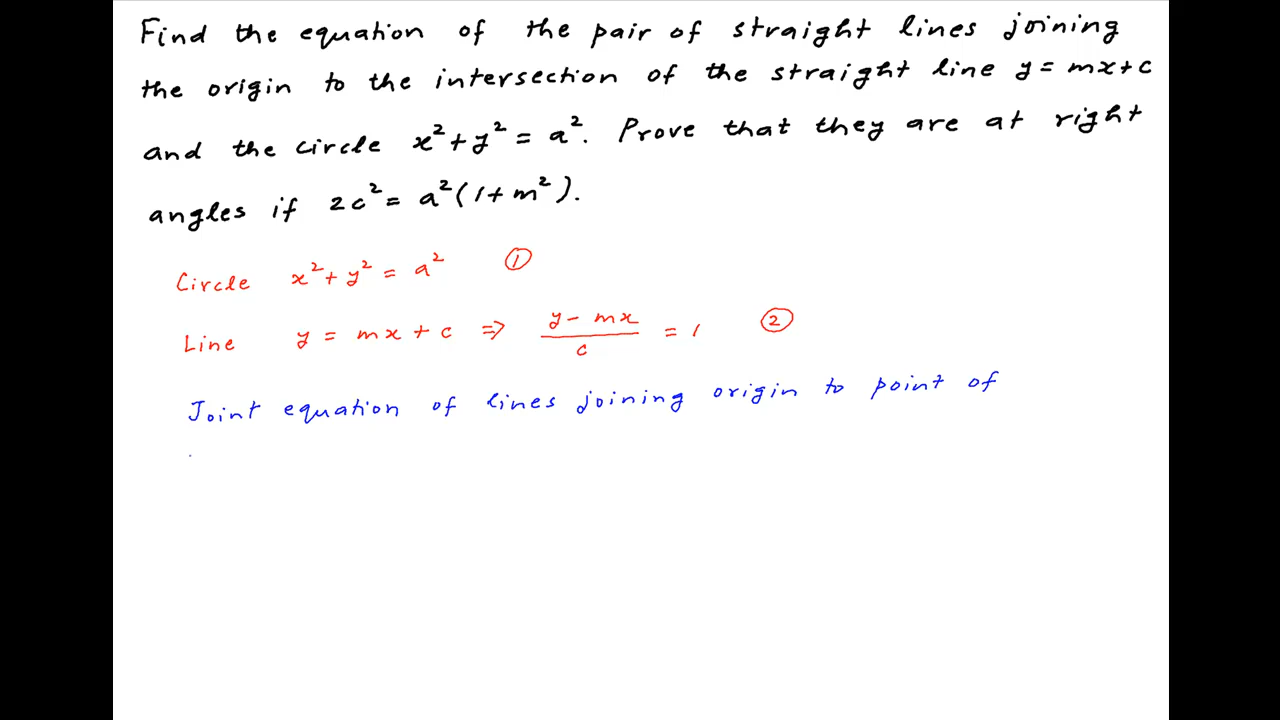 Find the equation of the pair of straight lines joining
the origin to the intersection of the straight line y = mx + c
and the circle x² + y² = a². Prove that they are at right
angles if 2c² = a² (1 + m²).
Circle x² + y² = a² ①
Line y = mx + c ⇒ (y - mx)/c = 1 ②
Joint equation of lines joining origin to point of